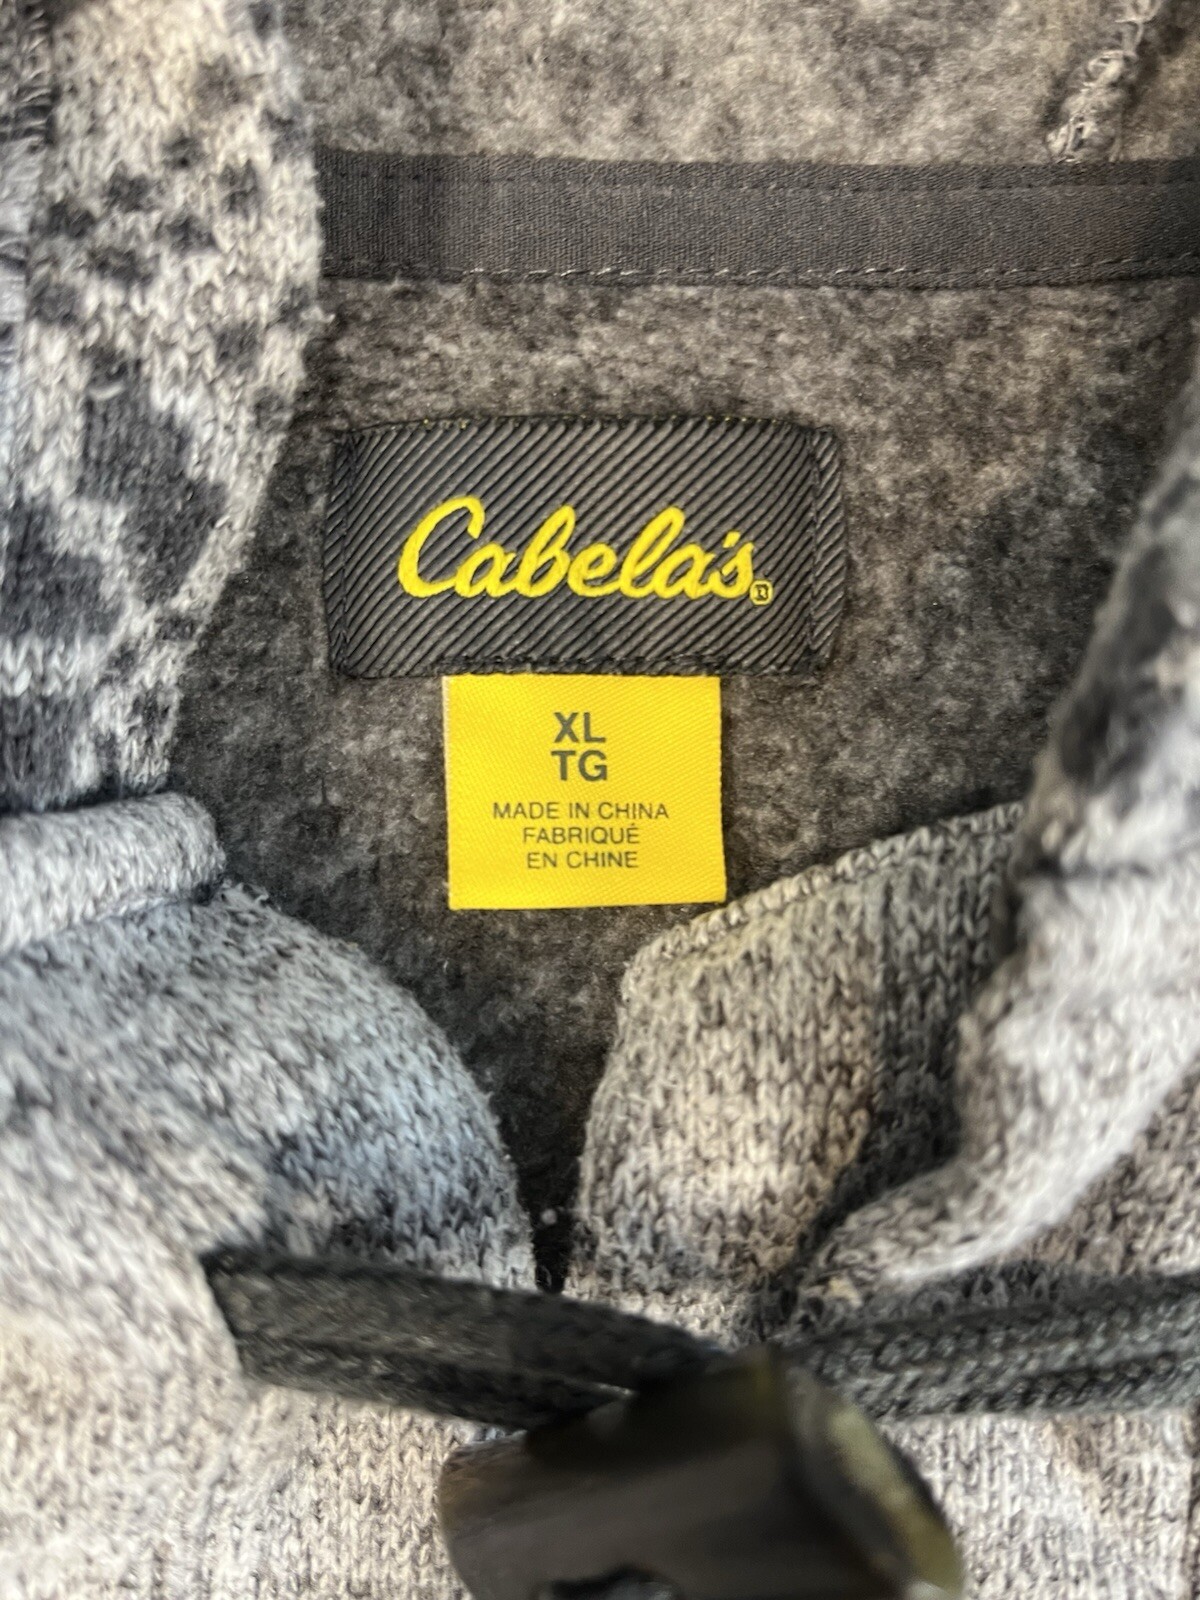 Cabela's®
XL
TG
MADE IN CHINA
FABRIQUÉ
EN CHINE